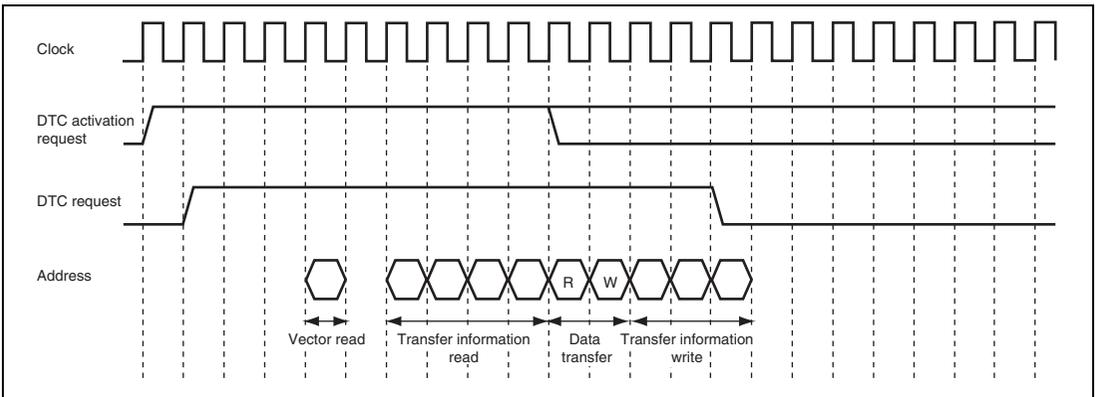 Clock
DTC activation
request
DTC request
Address
R W
Vector read
Transfer information
read
Data
transfer
Transfer information
write